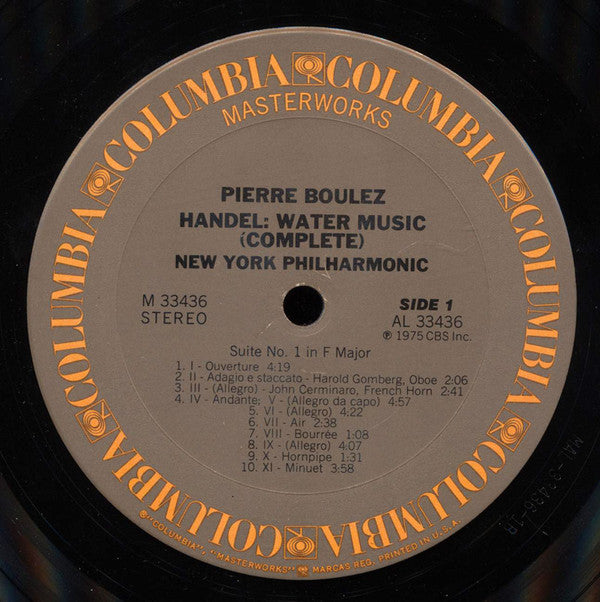 COLUMBIA COLUMBIA COLUMBIA COLUMBIA COLUMBIA COLUMBIA
MASTERWORKS
PIERRE BOULEZ
HANDEL: WATER MUSIC
(COMPLETE)
NEW YORK PHILHARMONIC
M 33436
STEREO
SIDE 1
AL 33436
℗ 1975 CBS Inc.
Suite No. 1 in F Major
1. I - Ouverture 4:19
2. II - Adagio e staccato - Harold Gomberg, Oboe 2:06
3. III - (Allegro) - John Cerminaro, French Horn 2:41
4. IV - Andante; V - (Allegro da capo) 4:57
5. VI - (Allegro) 4:22
6. VII - Air 2:38
7. VIII - Bourrée 1:08
8. IX - (Allegro) 4:07
9. X - Hornpipe 1:31
10. XI - Minuet 3:58
®"COLUMBIA", "MASTERWORKS" MARCAS REG. PRINTED IN U.S.A.